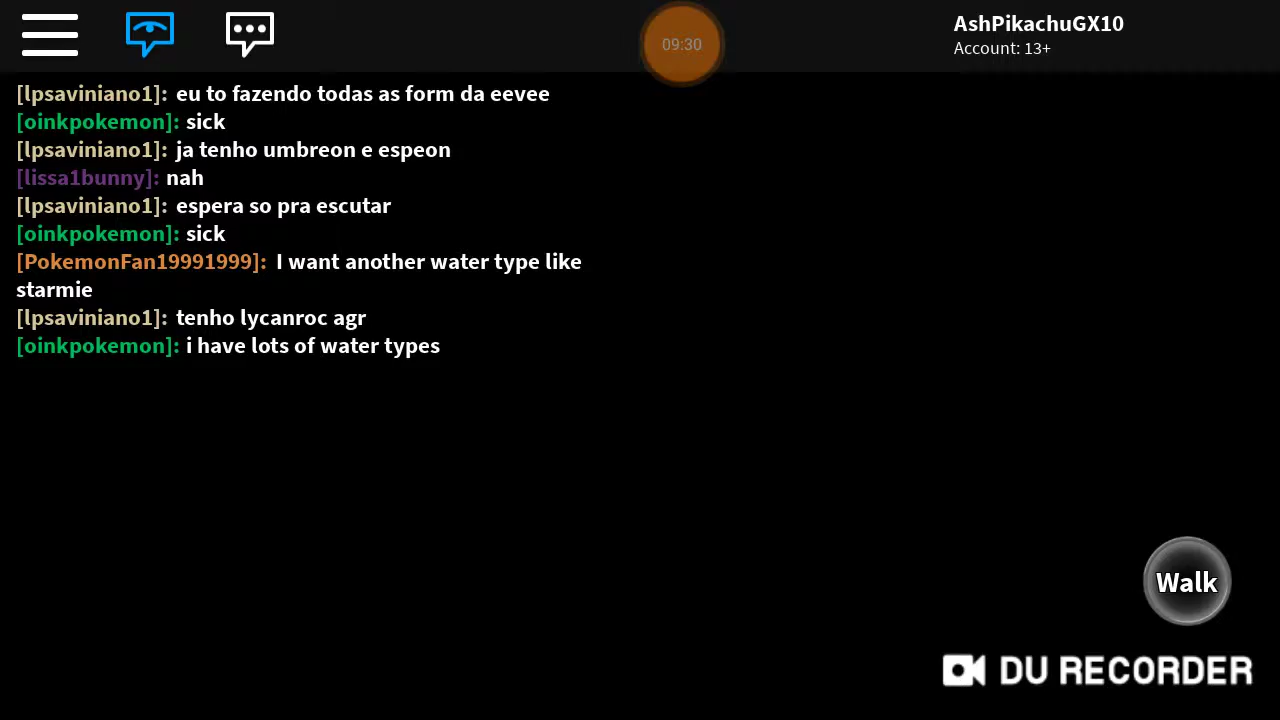 09:30
AshPikachuGX10
Account: 13+
[lpsaviniano1]: eu to fazendo todas as form da eevee
[oinkpokemon]: sick
[lpsaviniano1]: ja tenho umbreon e espeon
[lissa1bunny]: nah
[lpsaviniano1]: espera so pra escutar
[oinkpokemon]: sick
[PokemonFan19991999]: I want another water type like
starmie
[lpsaviniano1]: tenho lycanroc agr
[oinkpokemon]: i have lots of water types
Walk
DU RECORDER